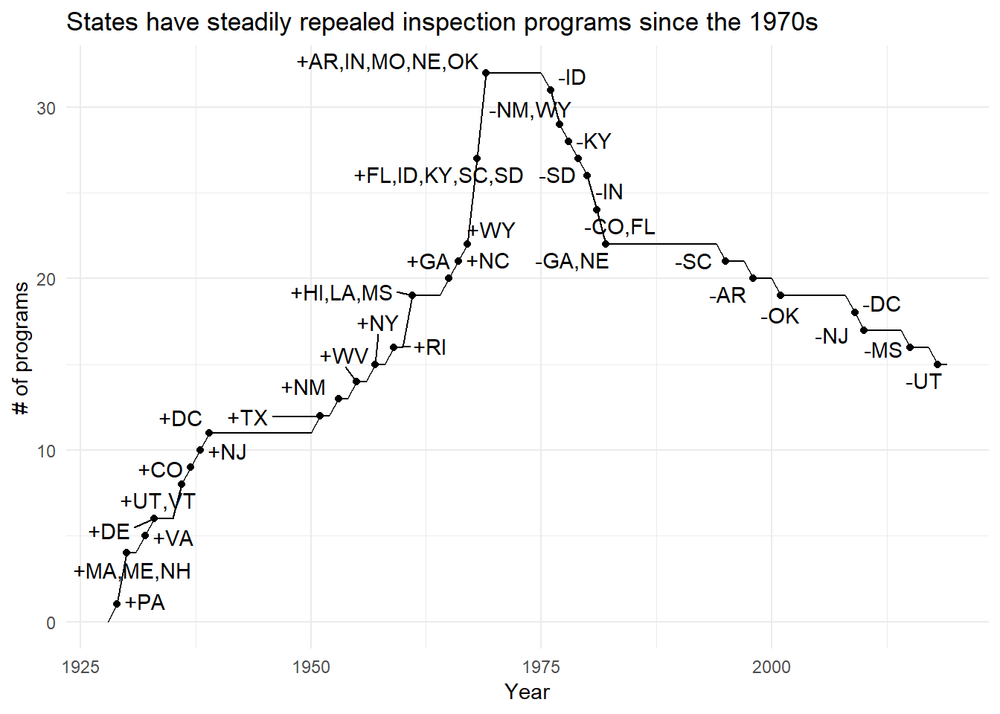 States have steadily repealed inspection programs since the 1970s
+AR,IN,MO,NE,OK
-ID
30
-NM,WY
-KY
+FL,ID,KY,SC,SD
-SD
-IN
+WY
-CO,FL
+GA
+NC
-GA,NE
-SC
20
+HI,LA,MS
-AR
-DC
+NY
-OK
-NJ
+RI
-MS
+WV
+NM
-UT
+DC
+TX
10
+NJ
+CO
+UT,VT
+DE
+VA
+MA,ME,NH
+PA
0
# of programs
1925
1950
1975
2000
Year